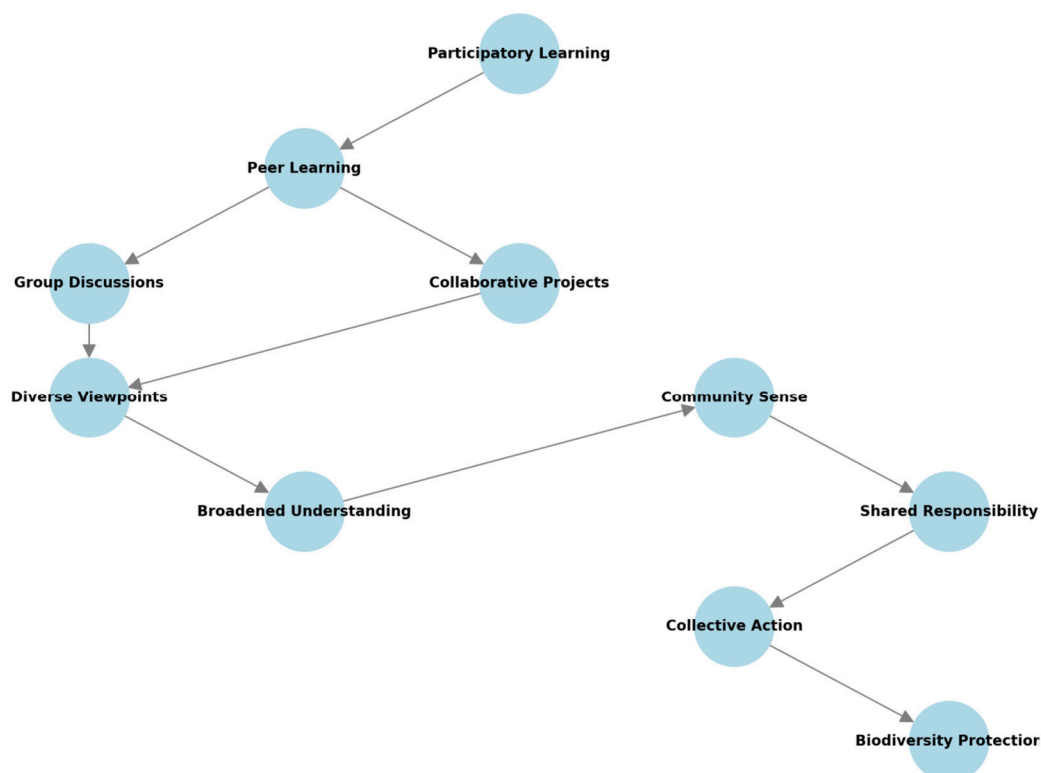 Participatory Learning
Peer Learning
Group Discussions
Collaborative Projects
Diverse Viewpoints
Community Sense
Broadened Understanding
Shared Responsibility
Collective Action
Biodiversity Protection